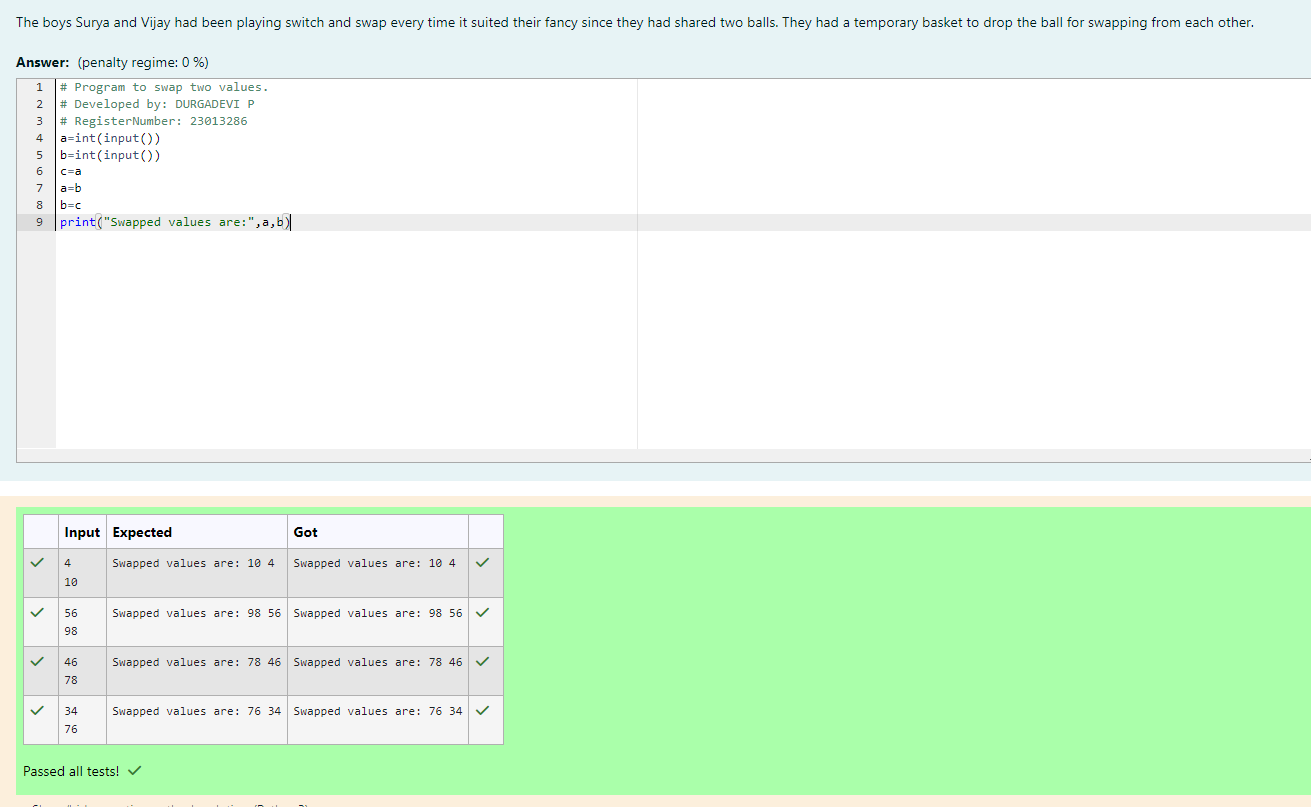 The boys Surya and Vijay had been playing switch and swap every time it suited their fancy since they had shared two balls. They had a temporary basket to drop the ball for swapping from each other.
Answer: (penalty regime: 0 %)
1 # Program to swap two values.
2 # Developed by: DURGADEVI P
3 # RegisterNumber: 23013286
4 a=int(input())
5 b=int(input())
6 c=a
7 a=b
8 b=c
9 print("Swapped values are:",a,b)
Input Expected Got
4 Swapped values are: 10 4 Swapped values are: 10 4
10
56 Swapped values are: 98 56 Swapped values are: 98 56
98
46 Swapped values are: 78 46 Swapped values are: 78 46
78
34 Swapped values are: 76 34 Swapped values are: 76 34
76
Passed all tests!